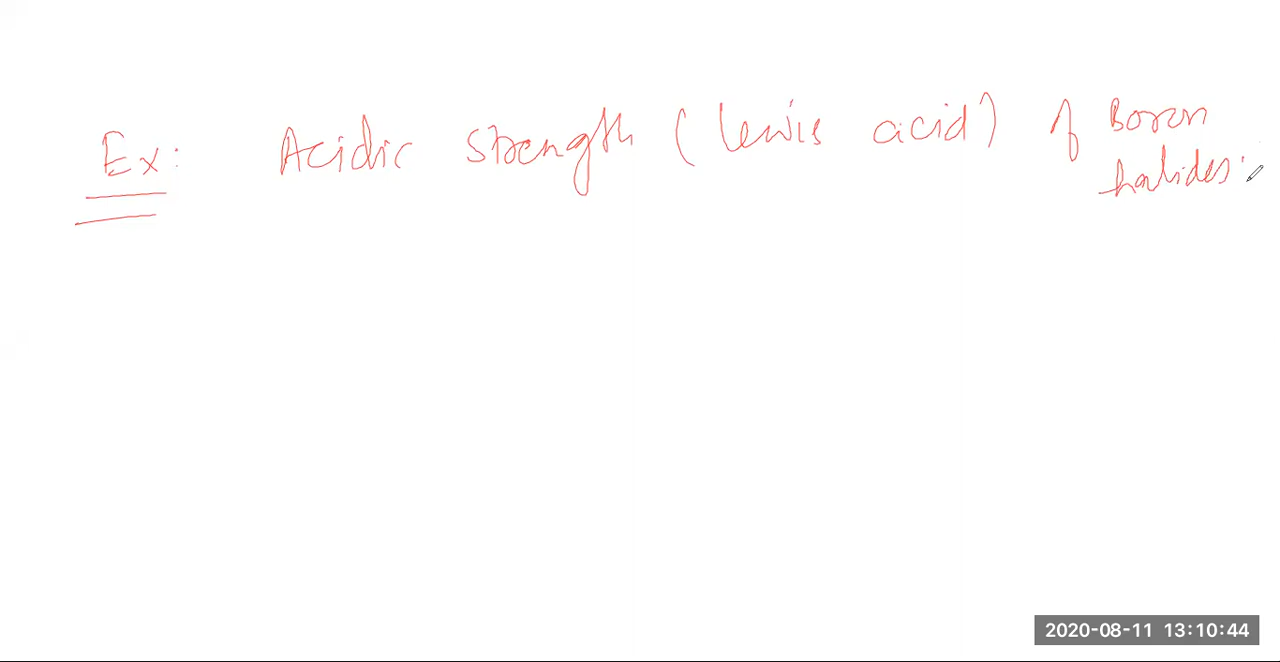 Ex: Acidic strength (lewis acid) of Boron
halides:
2020-08-11 13:10:44